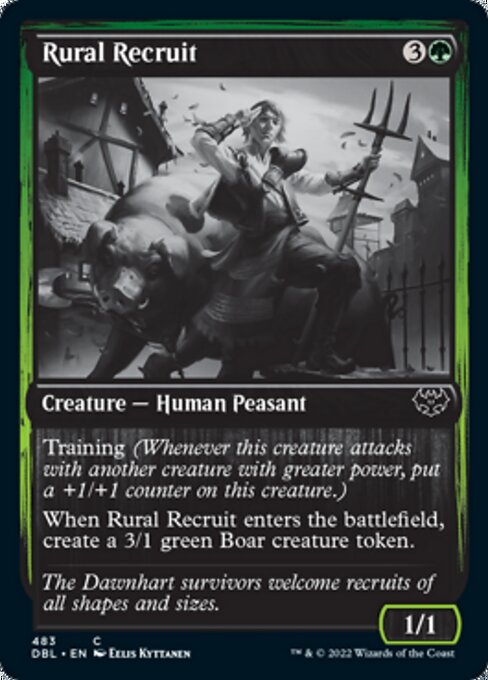 Rural Recruit 3
Creature — Human Peasant
Training (Whenever this creature attacks
with another creature with greater power, put
a +1/+1 counter on this creature.)
When Rural Recruit enters the battlefield,
create a 3/1 green Boar creature token.
The Dawnhart survivors welcome recruits of
all shapes and sizes.
1/1
483 C
DBL • EN Eelis Kyttanen
™ & © 2022 Wizards of the Coast